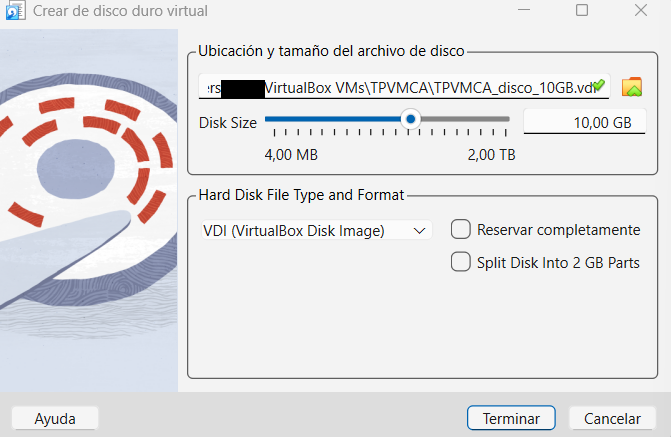 Crear de disco duro virtual
Ubicación y tamaño del archivo de disco
VirtualBox VMs\TPVMCA\TPVMCA_disco_10GB.vdi
Disk Size
10,00 GB
4,00 MB
2,00 TB
Hard Disk File Type and Format
VDI (VirtualBox Disk Image)
Reservar completamente
Split Disk Into 2 GB Parts
Ayuda
Terminar
Cancelar